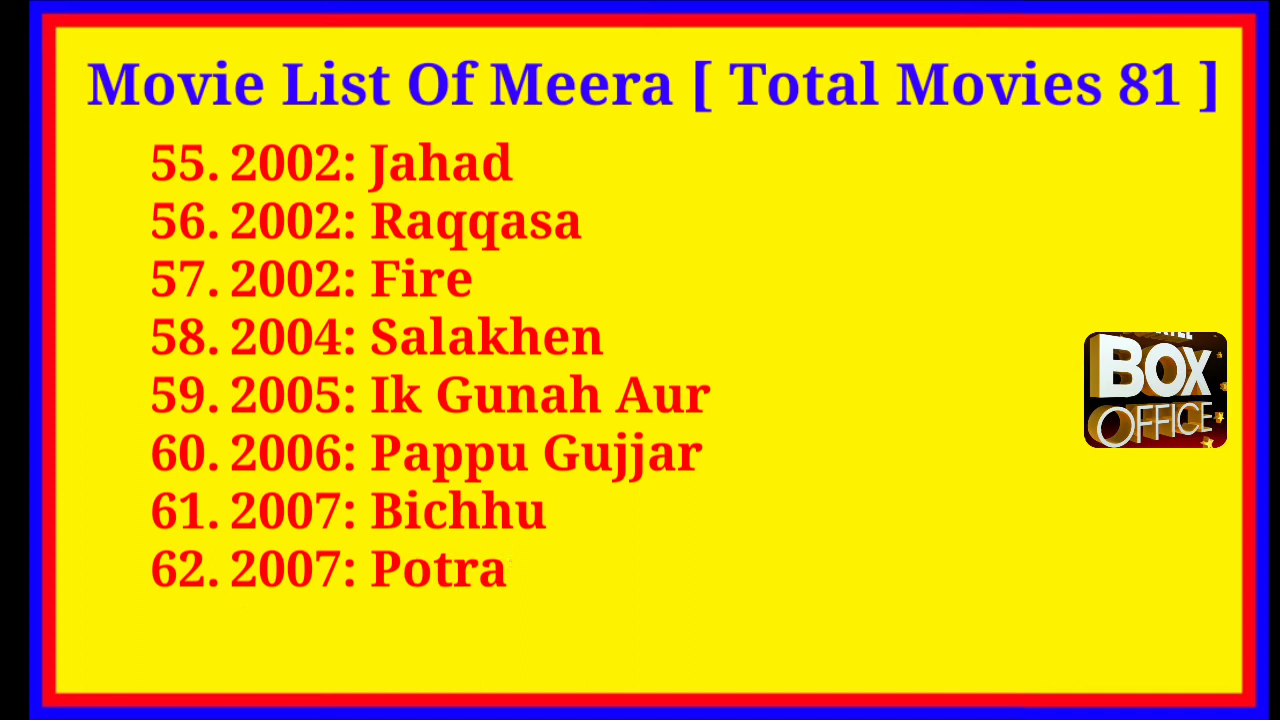 Movie List Of Meera [ Total Movies 81 ]
55. 2002: Jahad
56. 2002: Raqqasa
57. 2002: Fire
58. 2004: Salakhen
59. 2005: Ik Gunah Aur
60. 2006: Pappu Gujjar
61. 2007: Bichhu
62. 2007: Potra
BOX
OFFICE